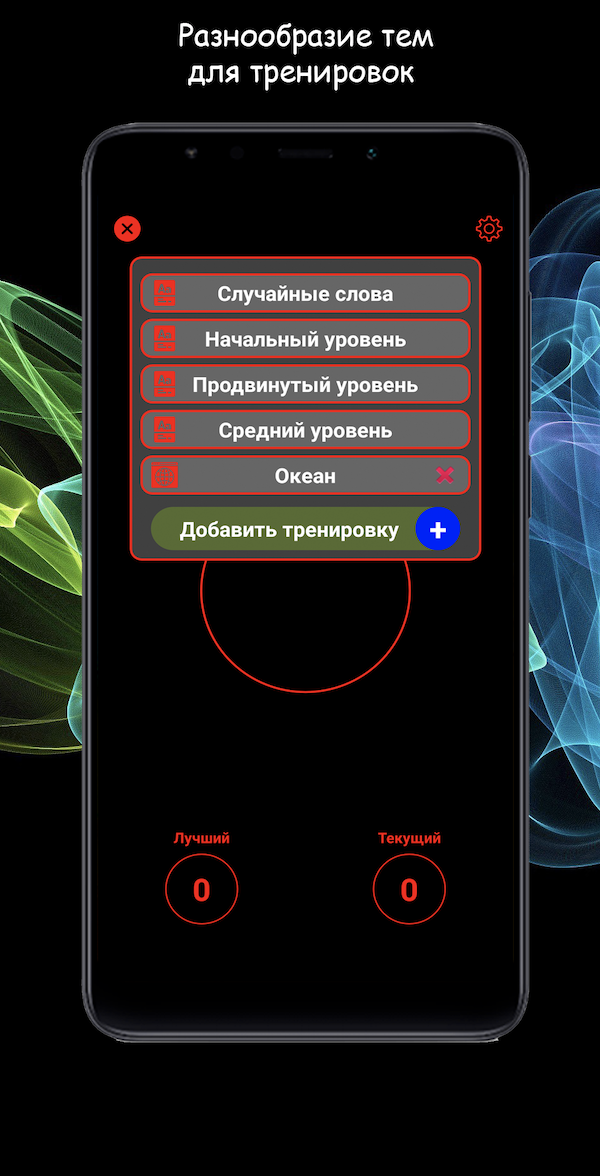 Разнообразие тем
для тренировок
Случайные слова
Начальный уровень
Продвинутый уровень
Средний уровень
Океан
Добавить тренировку +
Лучший
Текущий
0
0